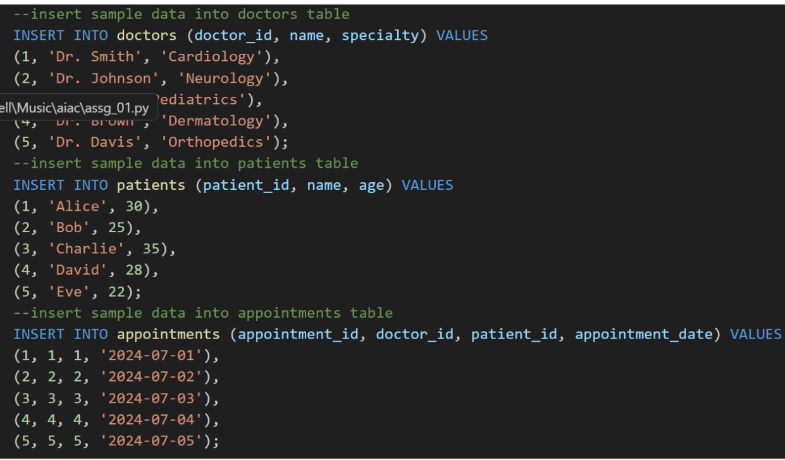 --insert sample data into doctors table
INSERT INTO doctors (doctor_id, name, specialty) VALUES
(1, 'Dr. Smith', 'Cardiology'),
(2, 'Dr. Johnson', 'Neurology'),
ell\Music\aiac\assg_01.py ediatrics'),
(4, 'Dr. Brown', 'Dermatology'),
(5, 'Dr. Davis', 'Orthopedics');
--insert sample data into patients table
INSERT INTO patients (patient_id, name, age) VALUES
(1, 'Alice', 30),
(2, 'Bob', 25),
(3, 'Charlie', 35),
(4, 'David', 28),
(5, 'Eve', 22);
--insert sample data into appointments table
INSERT INTO appointments (appointment_id, doctor_id, patient_id, appointment_date) VALUES
(1, 1, 1, '2024-07-01'),
(2, 2, 2, '2024-07-02'),
(3, 3, 3, '2024-07-03'),
(4, 4, 4, '2024-07-04'),
(5, 5, 5, '2024-07-05');